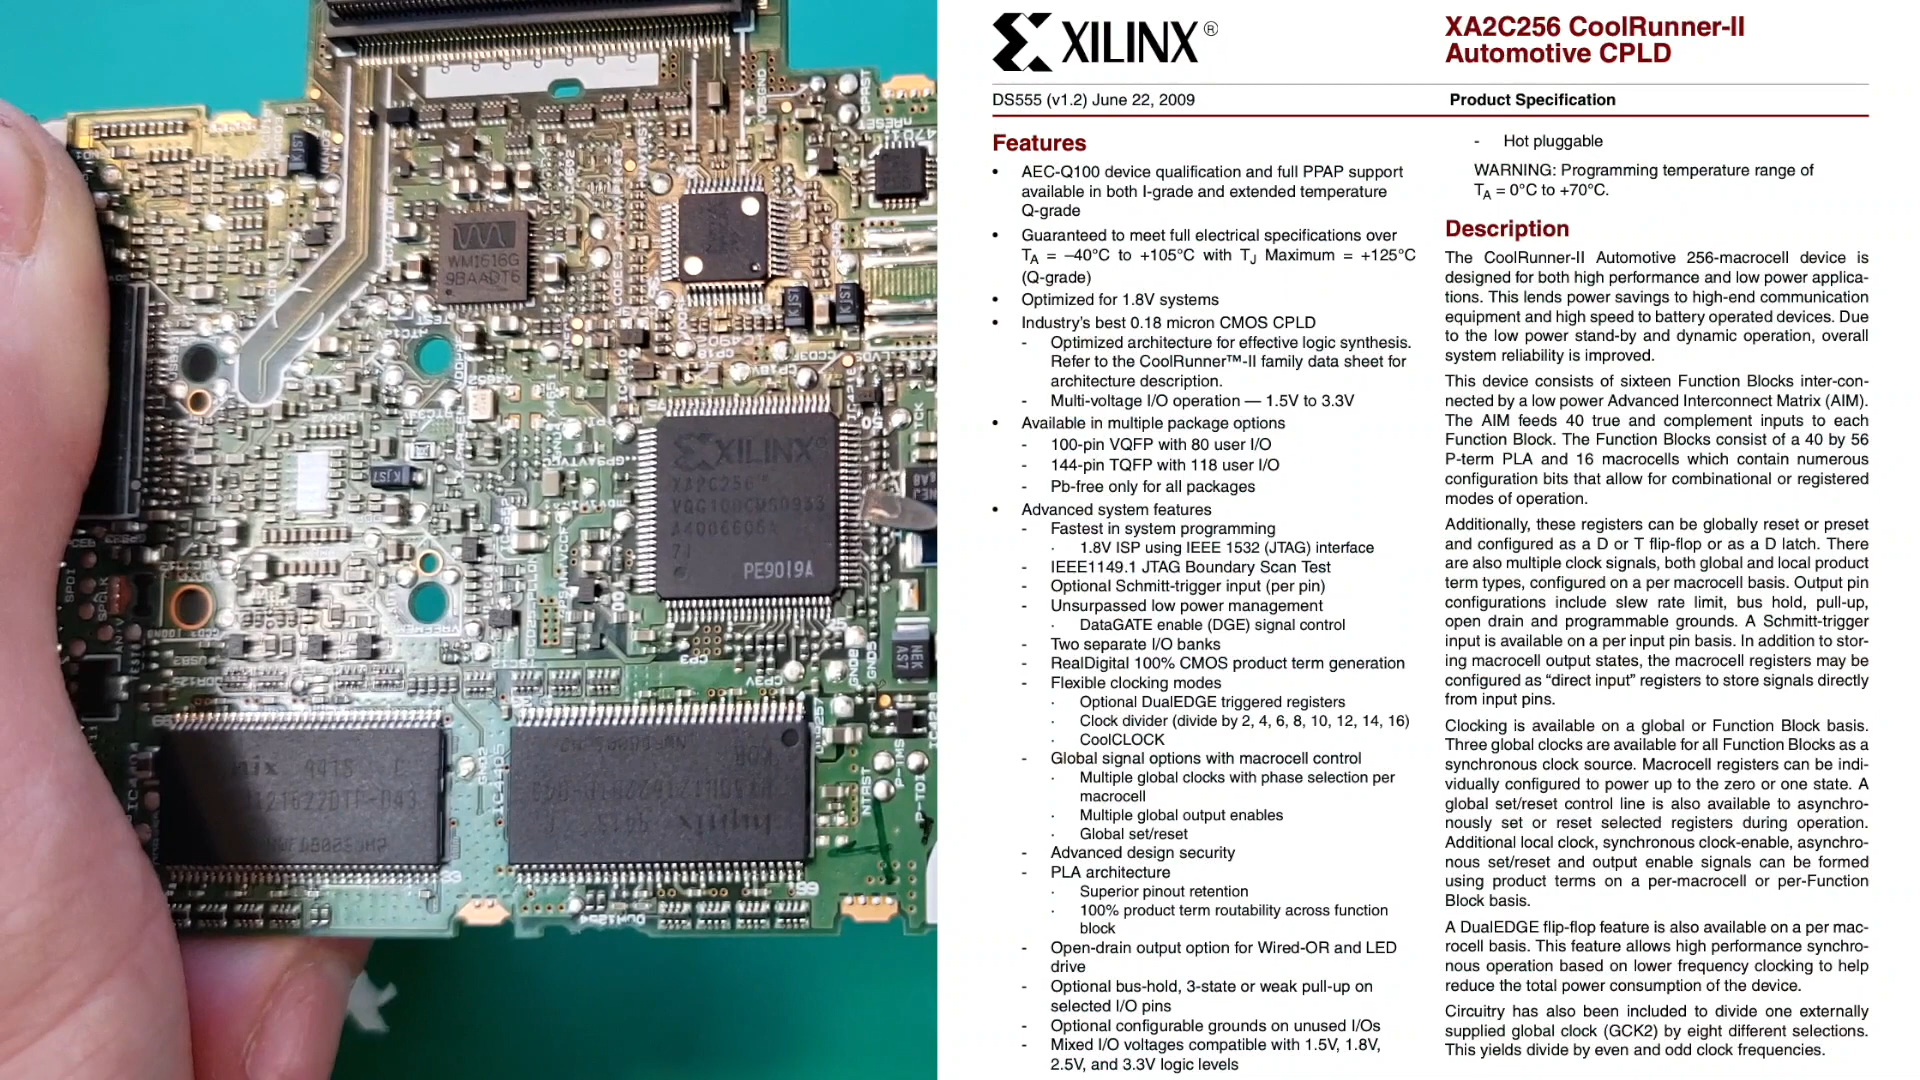 WM1616G
9BAADT6
XILINX®
XA2C256™
PE9019A
NEK
AS7
KJS7
KJS7
KJS7
KJS7
NTRST
P-TMS
P-TDI
TCK
CP3
CP3V
SPDI
SPCLK
nRESET
XILINX®
XA2C256 CoolRunner-II
Automotive CPLD
DS555 (v1.2) June 22, 2009
Product Specification
Features
• AEC-Q100 device qualification and full PPAP support
available in both I-grade and extended temperature
Q-grade
• Guaranteed to meet full electrical specifications over
TA = –40°C to +105°C with TJ Maximum = +125°C
(Q-grade)
• Optimized for 1.8V systems
• Industry's best 0.18 micron CMOS CPLD
- Optimized architecture for effective logic synthesis.
Refer to the CoolRunner™-II family data sheet for
architecture description.
- Multi-voltage I/O operation — 1.5V to 3.3V
• Available in multiple package options
- 100-pin VQFP with 80 user I/O
- 144-pin TQFP with 118 user I/O
- Pb-free only for all packages
• Advanced system features
- Fastest in system programming
· 1.8V ISP using IEEE 1532 (JTAG) interface
- IEEE1149.1 JTAG Boundary Scan Test
- Optional Schmitt-trigger input (per pin)
- Unsurpassed low power management
· DataGATE enable (DGE) signal control
- Two separate I/O banks
- RealDigital 100% CMOS product term generation
- Flexible clocking modes
· Optional DualEDGE triggered registers
· Clock divider (divide by 2, 4, 6, 8, 10, 12, 14, 16)
· CoolCLOCK
- Global signal options with macrocell control
· Multiple global clocks with phase selection per
macrocell
· Multiple global output enables
· Global set/reset
- Advanced design security
- PLA architecture
· Superior pinout retention
· 100% product term routability across function
block
- Open-drain output option for Wired-OR and LED
drive
- Optional bus-hold, 3-state or weak pull-up on
selected I/O pins
- Optional configurable grounds on unused I/Os
- Mixed I/O voltages compatible with 1.5V, 1.8V,
2.5V, and 3.3V logic levels
- Hot pluggable
WARNING: Programming temperature range of
TA = 0°C to +70°C.
Description
The CoolRunner-II Automotive 256-macrocell device is
designed for both high performance and low power applica-
tions. This lends power savings to high-end communication
equipment and high speed to battery operated devices. Due
to the low power stand-by and dynamic operation, overall
system reliability is improved.
This device consists of sixteen Function Blocks inter-con-
nected by a low power Advanced Interconnect Matrix (AIM).
The AIM feeds 40 true and complement inputs to each
Function Block. The Function Blocks consist of a 40 by 56
P-term PLA and 16 macrocells which contain numerous
configuration bits that allow for combinational or registered
modes of operation.
Additionally, these registers can be globally reset or preset
and configured as a D or T flip-flop or as a D latch. There
are also multiple clock signals, both global and local product
term types, configured on a per macrocell basis. Output pin
configurations include slew rate limit, bus hold, pull-up,
open drain and programmable grounds. A Schmitt-trigger
input is available on a per input pin basis. In addition to stor-
ing macrocell output states, the macrocell registers may be
configured as “direct input” registers to store signals directly
from input pins.
Clocking is available on a global or Function Block basis.
Three global clocks are available for all Function Blocks as a
synchronous clock source. Macrocell registers can be indi-
vidually configured to power up to the zero or one state. A
global set/reset control line is also available to asynchro-
nously set or reset selected registers during operation.
Additional local clock, synchronous clock-enable, asynchro-
nous set/reset and output enable signals can be formed
using product terms on a per-macrocell or per-Function
Block basis.
A DualEDGE flip-flop feature is also available on a per mac-
rocell basis. This feature allows high performance synchro-
nous operation based on lower frequency clocking to help
reduce the total power consumption of the device.
Circuitry has also been included to divide one externally
supplied global clock (GCK2) by eight different selections.
This yields divide by even and odd clock frequencies.